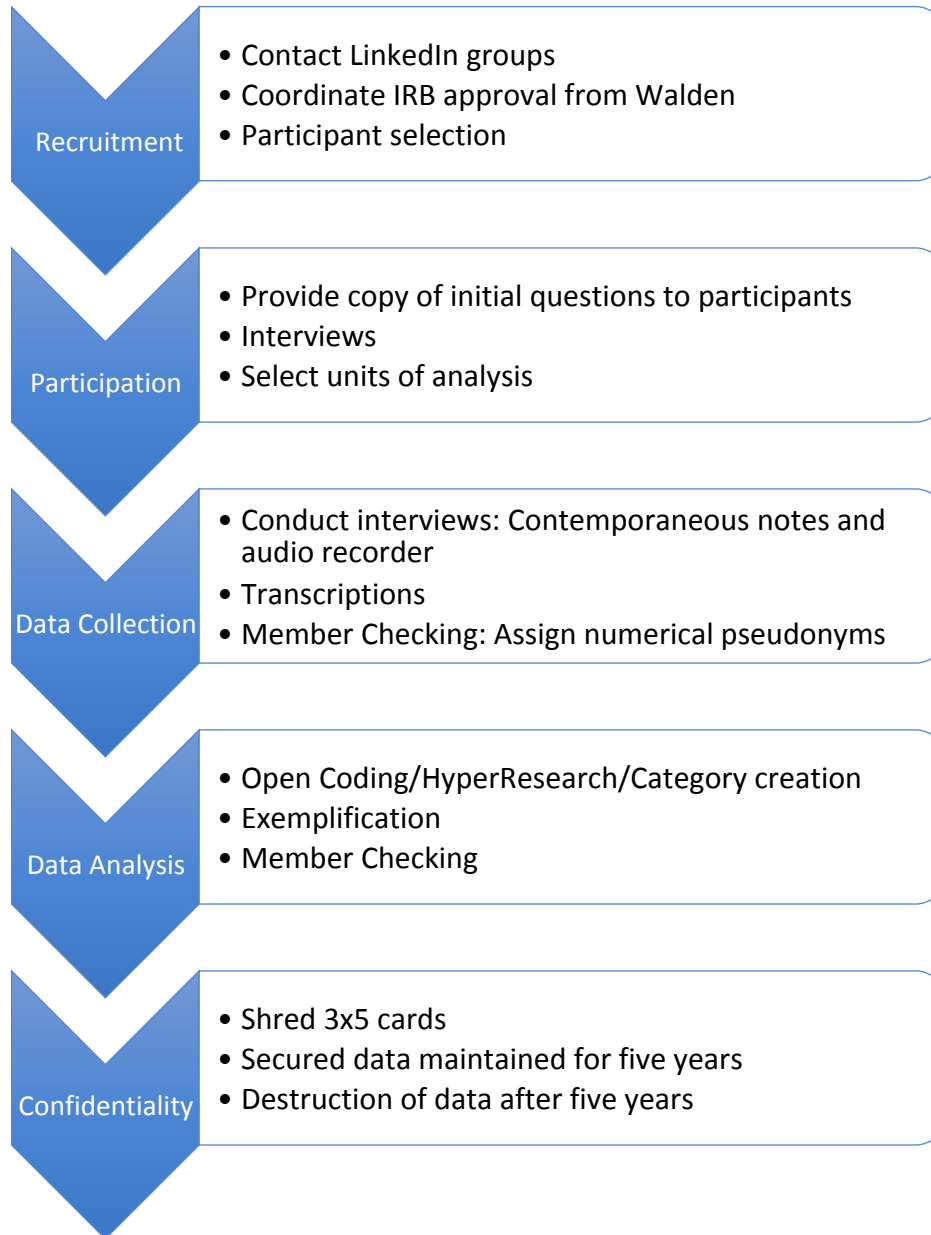 Recruitment
• Contact LinkedIn groups
• Coordinate IRB approval from Walden
• Participant selection
Participation
• Provide copy of initial questions to participants
• Interviews
• Select units of analysis
Data Collection
• Conduct interviews: Contemporaneous notes and
audio recorder
• Transcriptions
• Member Checking: Assign numerical pseudonyms
Data Analysis
• Open Coding/HyperResearch/Category creation
• Exemplification
• Member Checking
Confidentiality
• Shred 3x5 cards
• Secured data maintained for five years
• Destruction of data after five years